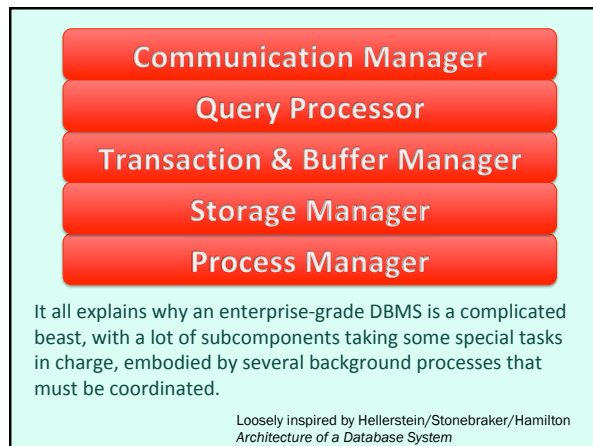 Communication Manager
Query Processor
Transaction & Buffer Manager
Storage Manager
Process Manager
It all explains why an enterprise-grade DBMS is a complicated
beast, with a lot of subcomponents taking some special tasks
in charge, embodied by several background processes that
must be coordinated.
Loosely inspired by Hellerstein/Stonebraker/Hamilton
Architecture of a Database System